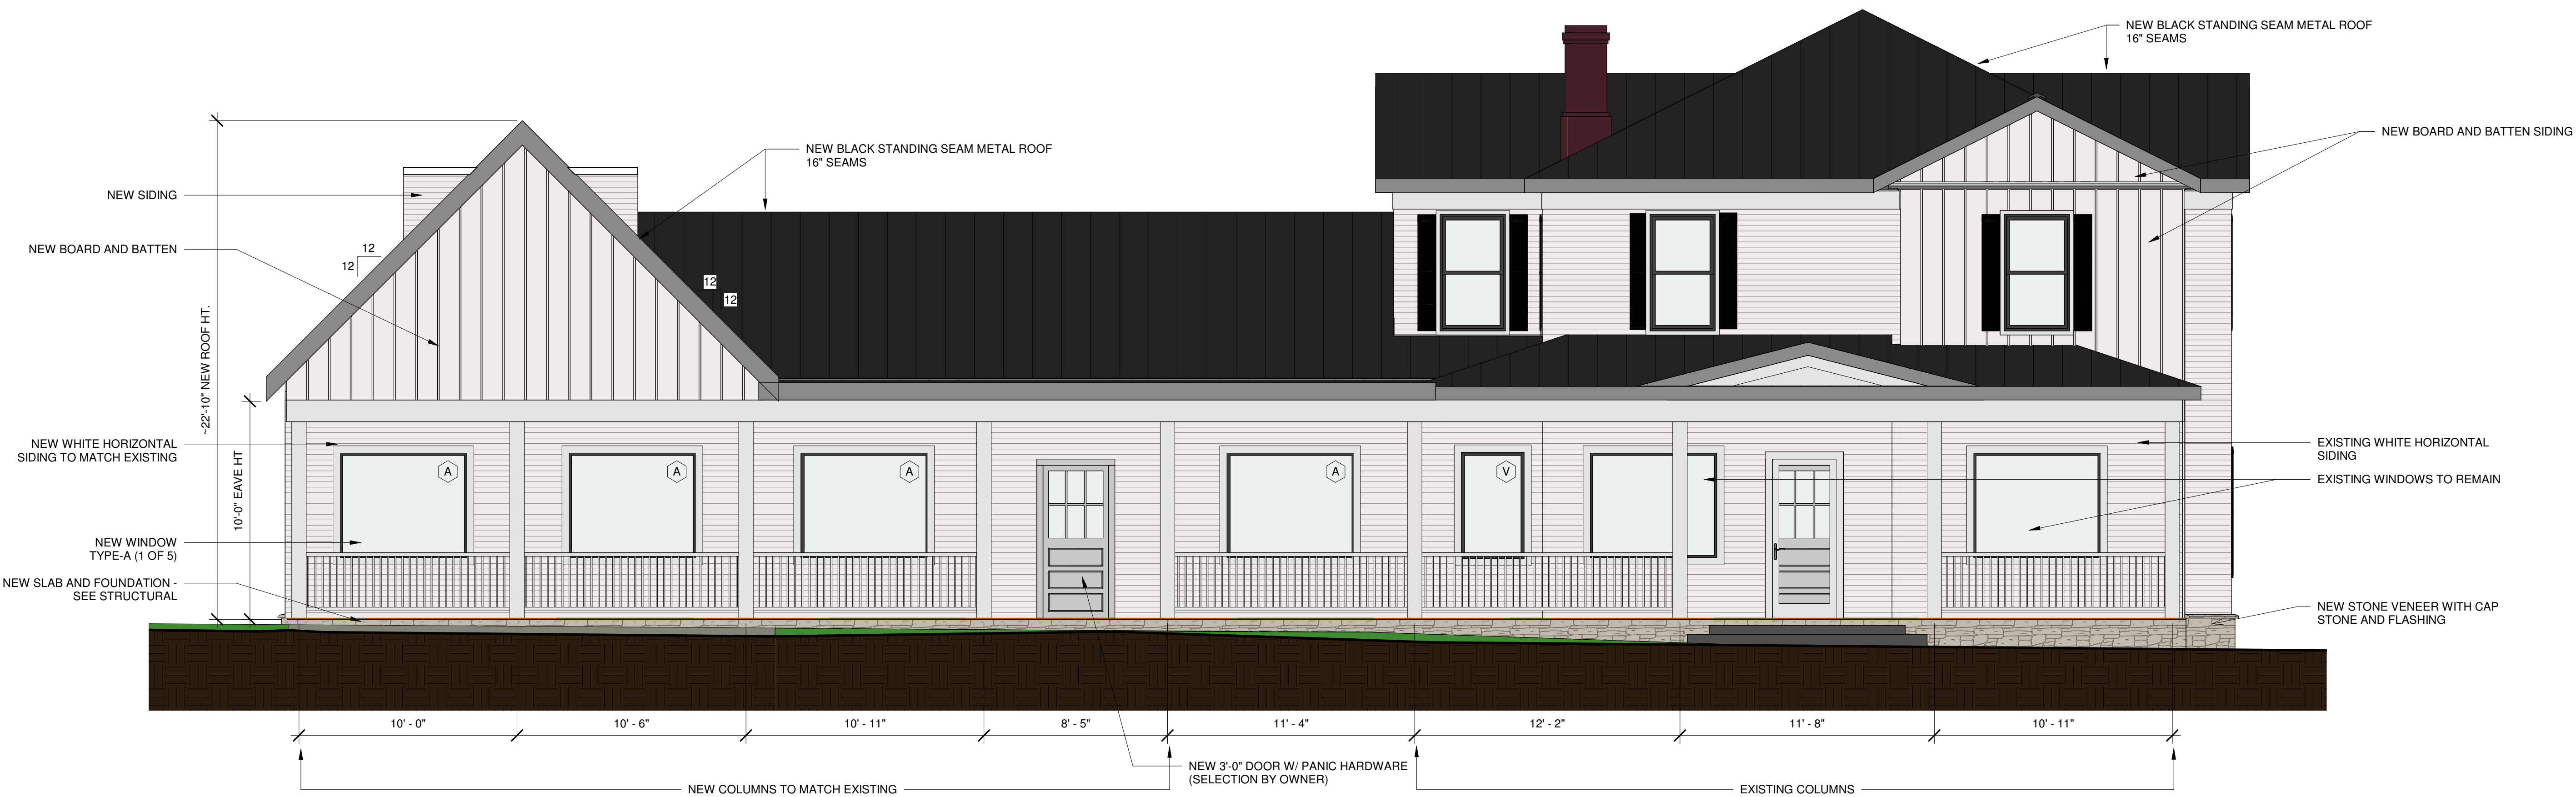 NEW BLACK STANDING SEAM METAL ROOF
16" SEAMS
NEW BOARD AND BATTEN SIDING
NEW BLACK STANDING SEAM METAL ROOF
16" SEAMS
NEW SIDING
NEW BOARD AND BATTEN
12
12
12
12
~22'-10" NEW ROOF HT.
10'-0" EAVE HT
NEW WHITE HORIZONTAL
SIDING TO MATCH EXISTING
A
A
A
A
V
EXISTING WHITE HORIZONTAL
SIDING
EXISTING WINDOWS TO REMAIN
NEW WINDOW
TYPE-A (1 OF 5)
NEW SLAB AND FOUNDATION -
SEE STRUCTURAL
NEW STONE VENEER WITH CAP
STONE AND FLASHING
10' - 0"
10' - 6"
10' - 11"
8' - 5"
11' - 4"
12' - 2"
11' - 8"
10' - 11"
NEW 3'-0" DOOR W/ PANIC HARDWARE
(SELECTION BY OWNER)
NEW COLUMNS TO MATCH EXISTING
EXISTING COLUMNS